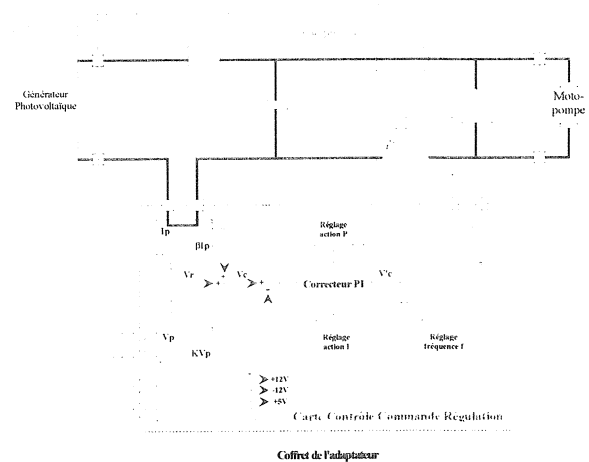 Générateur
Photovoltaïque
Moto-
pompe
Ip
Réglage
action P
βIp
Vr
+
+
Vc
+
-
Correcteur PI
V'c
Vp
KVp
Réglage
action I
Réglage
fréquence f
+12V
-12V
+5V
Carte Contrôle Commande Régulation
Coffret de l'adaptateur